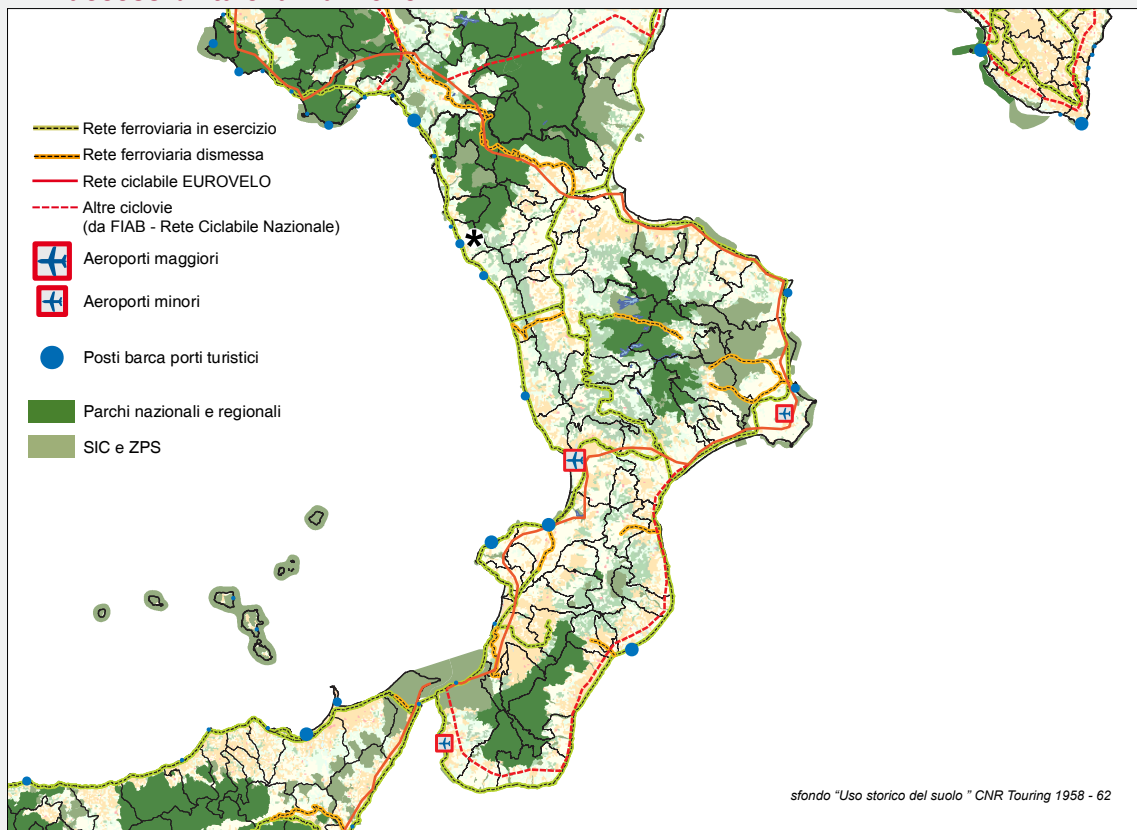 Rete ferroviaria in esercizio
Rete ferroviaria dismessa
Rete ciclabile EUROVELO
Altre ciclovie
(da FIAB - Rete Ciclabile Nazionale)
Aeroporti maggiori
Aeroporti minori
Posti barca porti turistici
Parchi nazionali e regionali
SIC e ZPS
*
sfondo “Uso storico del suolo ” CNR Touring 1958 - 62